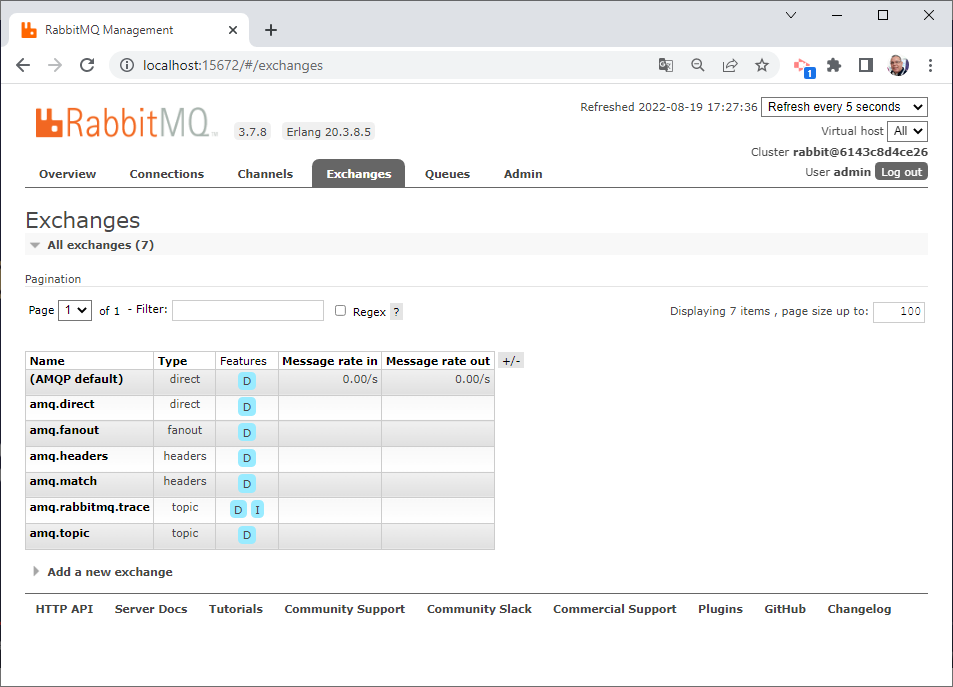 RabbitMQ Management
localhost:15672/#/exchanges
1
Refreshed 2022-08-19 17:27:36 Refresh every 5 seconds
RabbitMQ TM 3.7.8 Erlang 20.3.8.5
Virtual host All
Cluster rabbit@6143c8d4ce26
User admin Log out
Overview Connections Channels Exchanges Queues Admin
Exchanges
All exchanges (7)
Pagination
Page 1 of 1 - Filter: Regex ? Displaying 7 items , page size up to: 100
Name Type Features Message rate in Message rate out +/-
(AMQP default) direct D 0.00/s 0.00/s
amq.direct direct D
amq.fanout fanout D
amq.headers headers D
amq.match headers D
amq.rabbitmq.trace topic D I
amq.topic topic D
Add a new exchange
HTTP API Server Docs Tutorials Community Support Community Slack Commercial Support Plugins GitHub Changelog